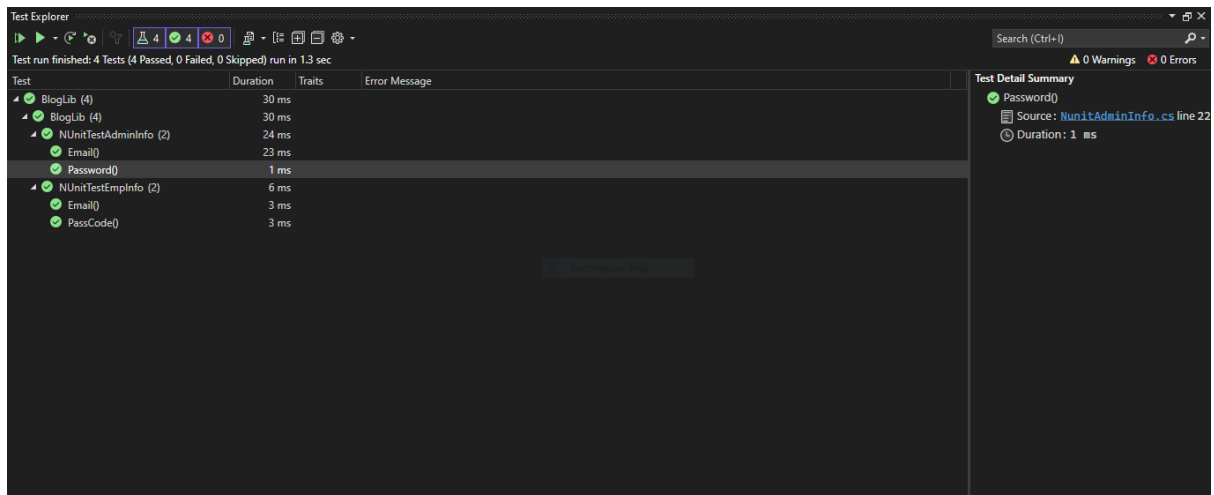 Test Explorer
4 4 0
Search (Ctrl+I)
Test run finished: 4 Tests (4 Passed, 0 Failed, 0 Skipped) run in 1.3 sec
0 Warnings 0 Errors
Test Duration Traits Error Message
BlogLib (4) 30 ms
BlogLib (4) 30 ms
NUnitTestAdminInfo (2) 24 ms
Email() 23 ms
Password() 1 ms
NUnitTestEmpInfo (2) 6 ms
Email() 3 ms
PassCode() 3 ms
Rectangular Snip
Test Detail Summary
Password()
Source: NunitAdminInfo.cs line 22
Duration: 1 ms